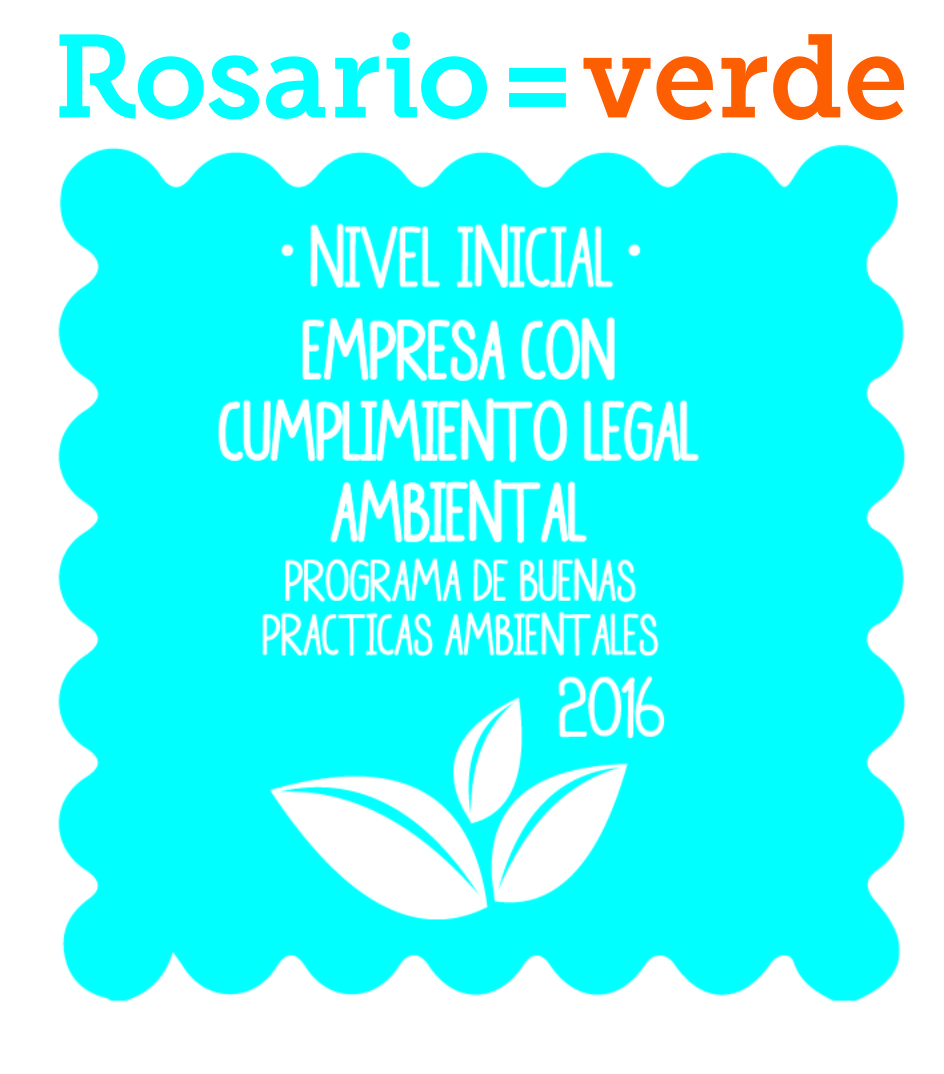 Rosario=verde
· NIVEL INICIAL ·
EMPRESA CON
CUMPLIMIENTO LEGAL
AMBIENTAL
PROGRAMA DE BUENAS
PRACTICAS AMBIENTALES
2016